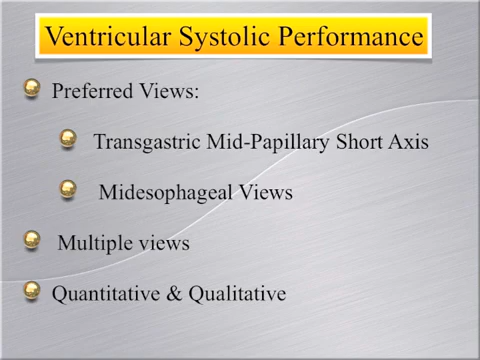 Ventricular Systolic Performance
Preferred Views:
Transgastric Mid-Papillary Short Axis
Midesophageal Views
Multiple views
Quantitative & Qualitative